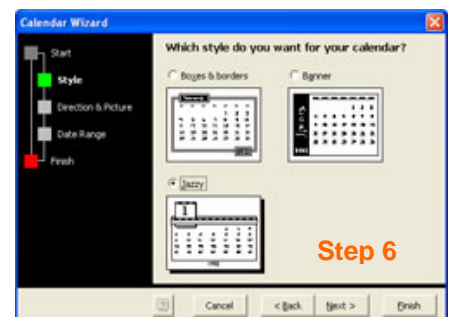 Calendar Wizard
Start
Style
Direction & Picture
Date Range
Finish
Which style do you want for your calendar?
Boxes & borders
Banner
Jazzy
1
Step 6
Cancel
< Back
Next >
Finish